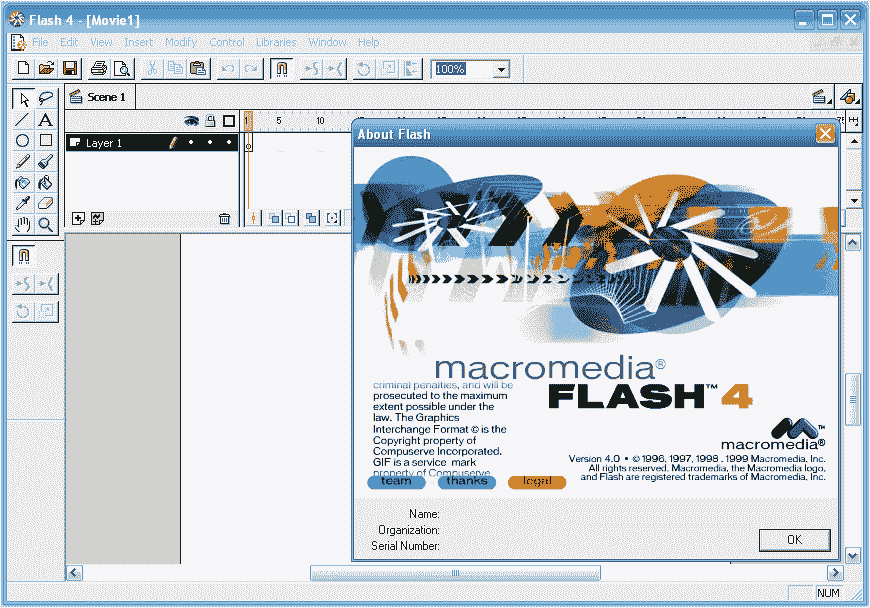 Flash 4 - [Movie1]
File Edit View Insert Modify Control Libraries Window Help
100%
Scene 1
1 5 10
Layer 1
About Flash
macromedia®
FLASH™ 4
criminal penalties, and will be
prosecuted to the maximum
extent possible under the
law. The Graphics
Interchange Format © is the
Copyright property of
Compuserve Incorporated.
GIF is a service mark
property of Compuserve
macromedia®
Version 4.0 • © 1996, 1997, 1998 , 1999 Macromedia, Inc.
All rights reserved. Macromedia, the Macromedia logo,
and Flash are registered trademarks of Macromedia, Inc.
team thanks legal
Name:
Organization:
Serial Number:
OK
NUM